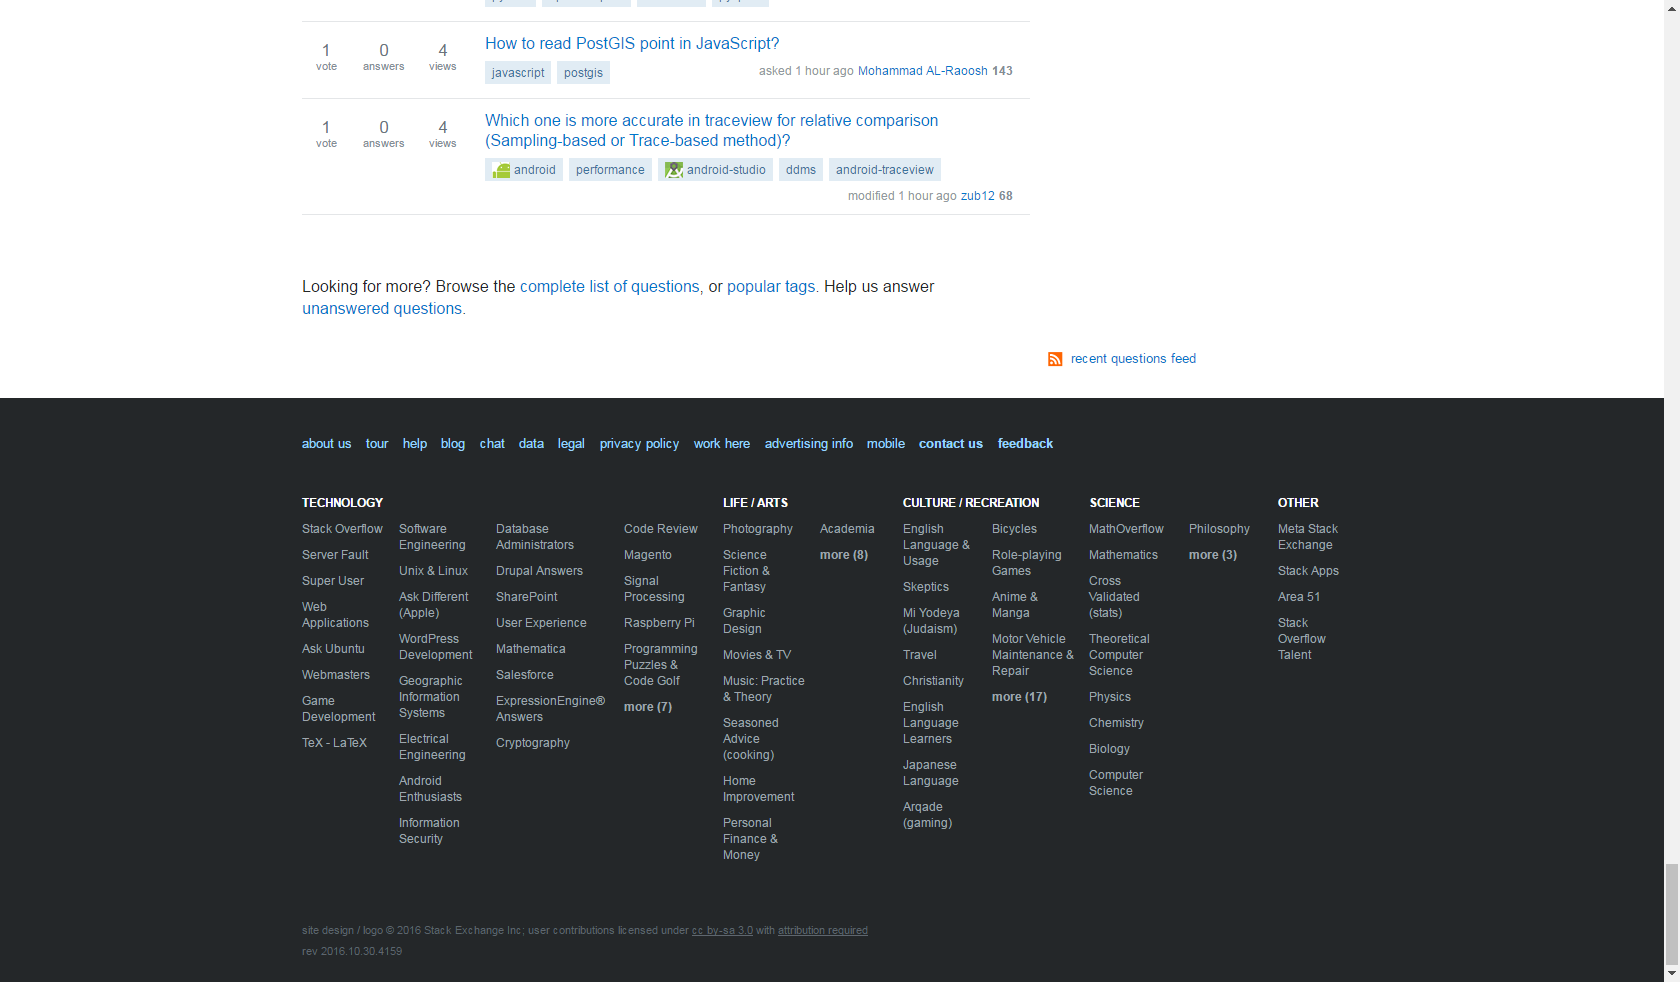 1 0 4 How to read PostGIS point in JavaScript?
vote answers views
javascript postgis asked 1 hour ago Mohammad AL-Raoosh 143
1 0 4 Which one is more accurate in traceview for relative comparison
vote answers views (Sampling-based or Trace-based method)?
android performance android-studio ddms android-traceview
modified 1 hour ago zub12 68
Looking for more? Browse the complete list of questions, or popular tags. Help us answer
unanswered questions.
recent questions feed
about us tour help blog chat data legal privacy policy work here advertising info mobile contact us feedback
TECHNOLOGY
Stack Overflow
Server Fault
Super User
Web
Applications
Ask Ubuntu
Webmasters
Game
Development
TeX - LaTeX
Software
Engineering
Unix & Linux
Ask Different
(Apple)
WordPress
Development
Geographic
Information
Systems
Electrical
Engineering
Android
Enthusiasts
Information
Security
Database
Administrators
Drupal Answers
SharePoint
User Experience
Mathematica
Salesforce
ExpressionEngine®
Answers
Cryptography
Code Review
Magento
Signal
Processing
Raspberry Pi
Programming
Puzzles &
Code Golf
more (7)
LIFE / ARTS
Photography
Science
Fiction &
Fantasy
Graphic
Design
Movies & TV
Music: Practice
& Theory
Seasoned
Advice
(cooking)
Home
Improvement
Personal
Finance &
Money
Academia
more (8)
CULTURE / RECREATION
English
Language &
Usage
Skeptics
Mi Yodeya
(Judaism)
Travel
Christianity
English
Language
Learners
Japanese
Language
Arqade
(gaming)
Bicycles
Role-playing
Games
Anime &
Manga
Motor Vehicle
Maintenance &
Repair
more (17)
SCIENCE
MathOverflow
Mathematics
Cross
Validated
(stats)
Theoretical
Computer
Science
Physics
Chemistry
Biology
Computer
Science
Philosophy
more (3)
OTHER
Meta Stack
Exchange
Stack Apps
Area 51
Stack
Overflow
Talent
site design / logo © 2016 Stack Exchange Inc; user contributions licensed under cc by-sa 3.0 with attribution required
rev 2016.10.30.4159